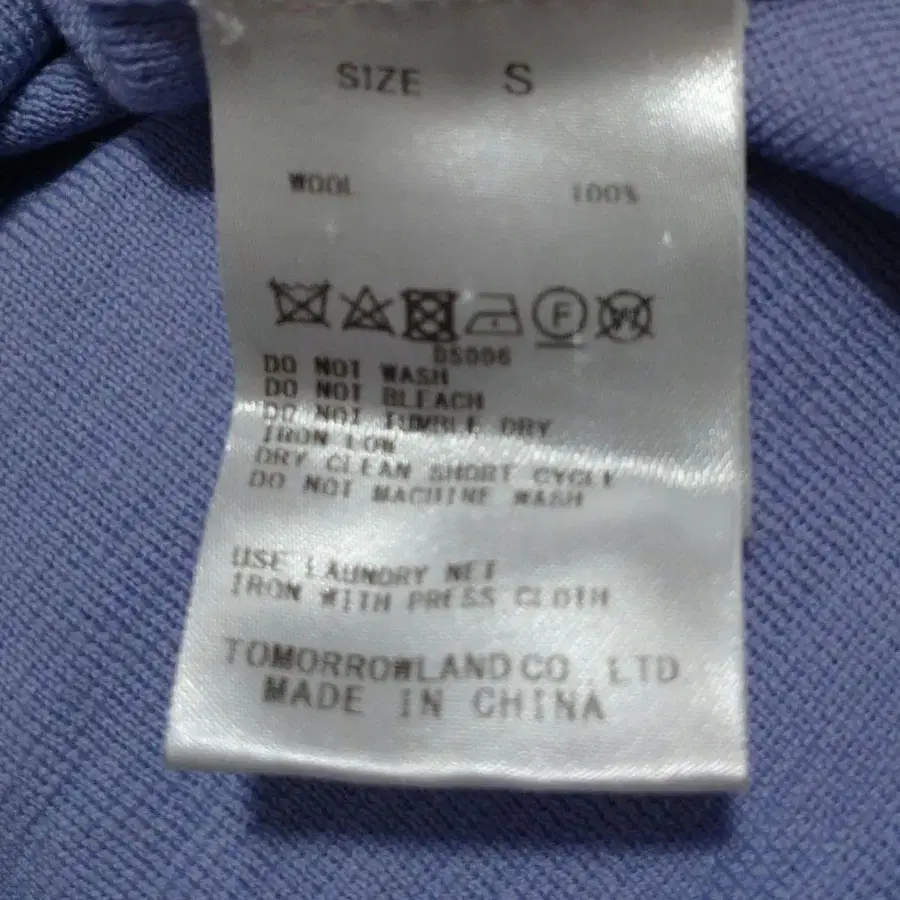 SIZE S
WOOL 100%
F W
DS006
DO NOT WASH
DO NOT BLEACH
DO NOT TUMBLE DRY
IRON LOW
DRY CLEAN SHORT CYCLE
DO NOT MACHINE WASH
USE LAUNDRY NET
IRON WITH PRESS CLOTH
TOMORROWLAND CO., LTD
MADE IN CHINA